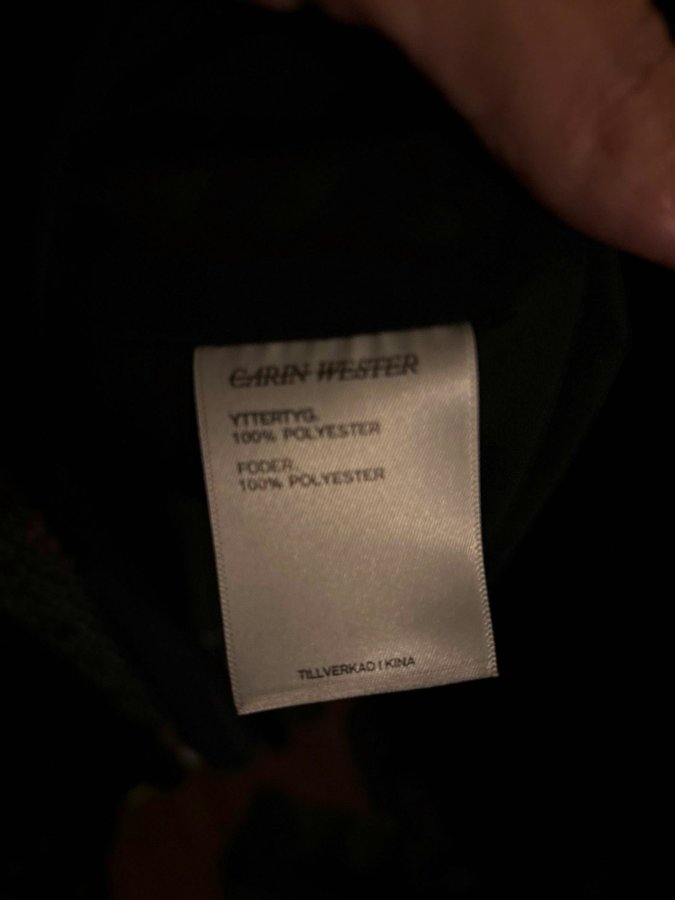 CARIN WESTER
YTTERTYG.
100% POLYESTER
FODER.
100% POLYESTER
TILLVERKAD I KINA